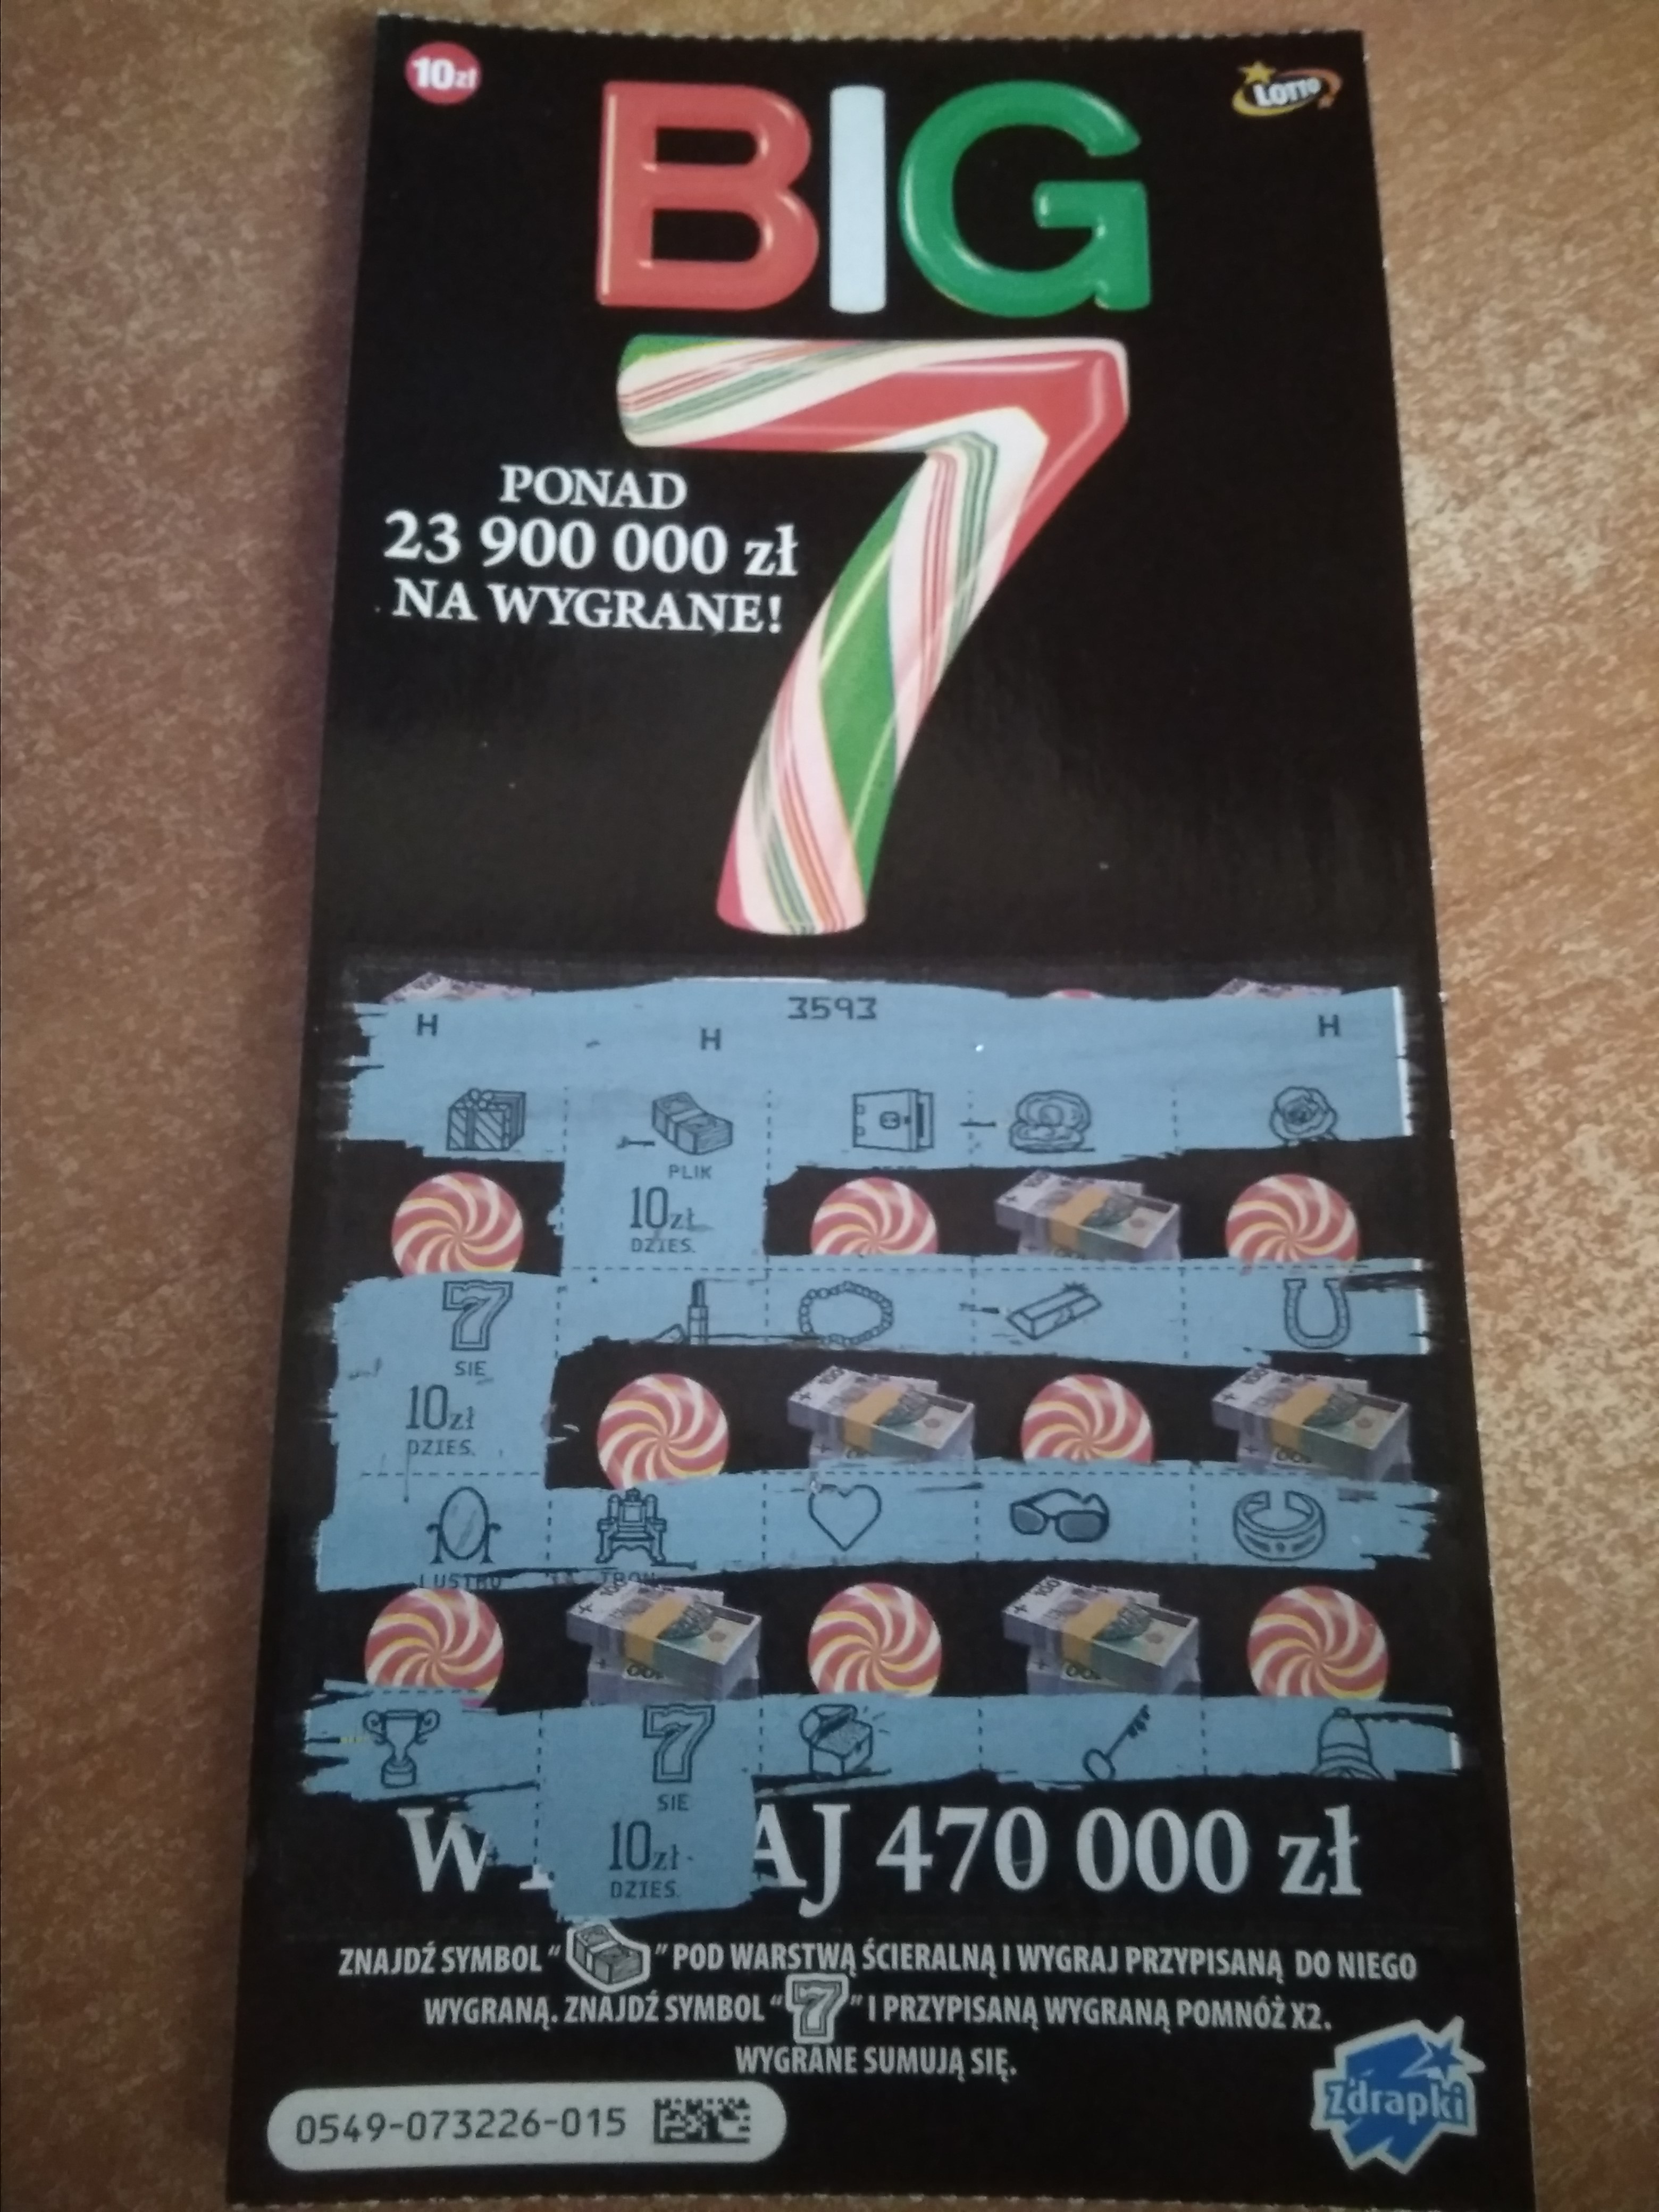 10zł
LOTTO
BIG
7
PONAD
23 900 000 zł
NA WYGRANE!
3593
H
H
H
PLIK
10zł
DZIES.
7
SIE
10zł
DZIES.
LUSTRO
TRON
7
SIE
10zł
DZIES.
AJ 470 000 zł
ZNAJDŹ SYMBOL “ ” POD WARSTWĄ ŚCIERALNĄ I WYGRAJ PRZYPISANĄ DO NIEGO
WYGRANĄ. ZNAJDŹ SYMBOL “7” I PRZYPISANĄ WYGRANĄ POMNÓŻ X2.
WYGRANE SUMUJĄ SIĘ.
Zdrapki
0549-073226-015